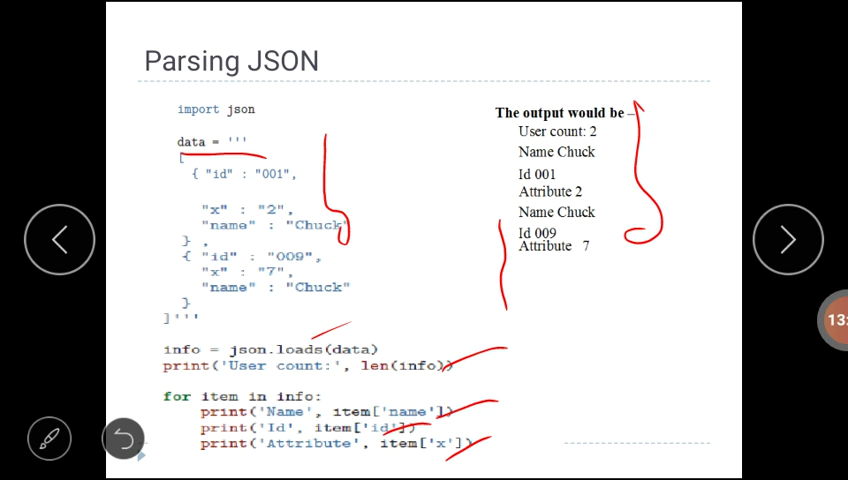 Parsing JSON
import json
data = '''
[
{ "id" : "001",
"x" : "2",
"name" : "Chuck"
} ,
{ "id" : "009",
"x" : "7",
"name" : "Chuck"
}
]'''
info = json.loads(data)
print('User count:', len(info))
for item in info:
print('Name', item['name'])
print('Id', item['id'])
print('Attribute', item['x'])
The output would be –
User count: 2
Name Chuck
Id 001
Attribute 2
Name Chuck
Id 009
Attribute 7
13: